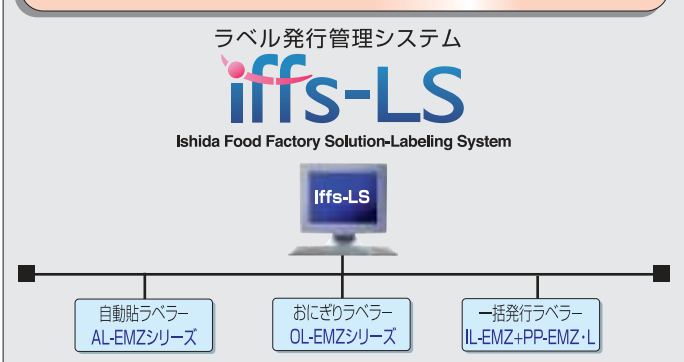 ラベル発行管理システム
iffs-LS
Ishida Food Factory Solution-Labeling System
Iffs-LS
自動貼ラベラー
AL-EMZシリーズ
おにぎりラベラー
OL-EMZシリーズ
一括発行ラベラー
IL-EMZ+PP-EMZ・L